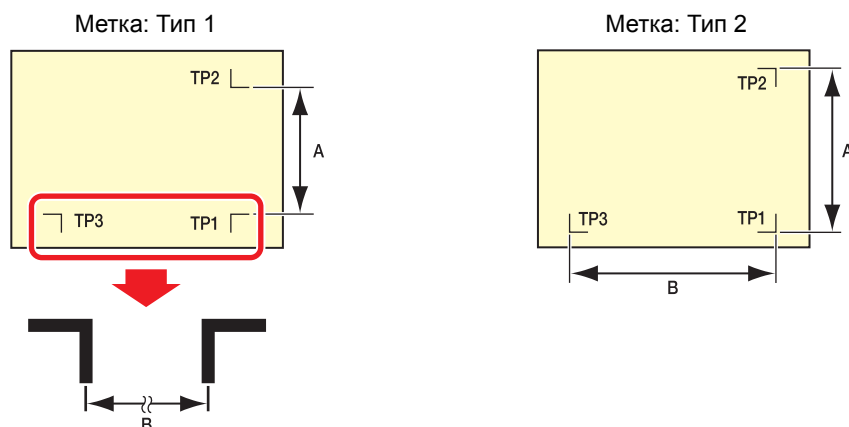 Метка: Тип 1
TP2
A
TP3
TP1
B
Метка: Тип 2
TP2
A
TP3
TP1
B